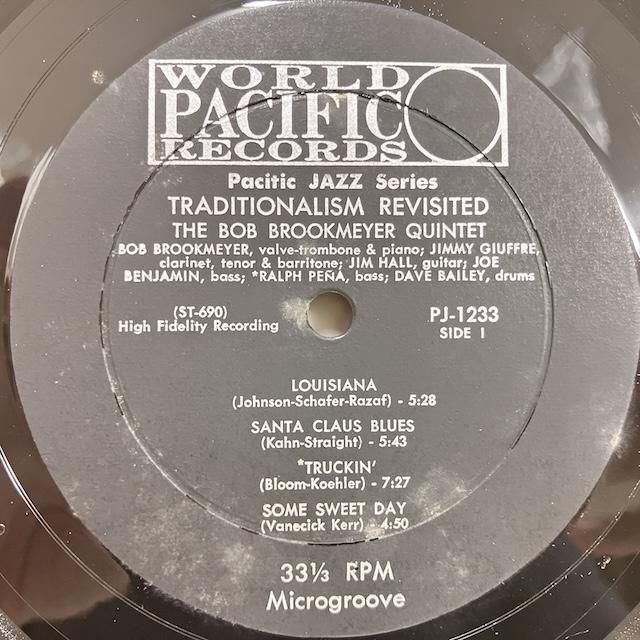 WORLD
PACIFIC
RECORDS
Pacific JAZZ Series
TRADITIONALISM REVISITED
THE BOB BROOKMEYER QUINTET
BOB BROOKMEYER, valve-trombone & piano; JIMMY GIUFFRE,
clarinet, tenor & barritone; JIM HALL, guitar; JOE
BENJAMIN, bass; *RALPH PEÑA, bass; DAVE BAILEY, drums
(ST-690)
High Fidelity Recording
PJ-1233
SIDE 1
LOUISIANA
(Johnson-Schafer-Razaf) - 5:28
SANTA CLAUS BLUES
(Kahn-Straight) - 5:43
*TRUCKIN'
(Bloom-Koehler) - 7:27
SOME SWEET DAY
(Vanecick Kerr) - 4:50
33⅓ RPM
Microgroove